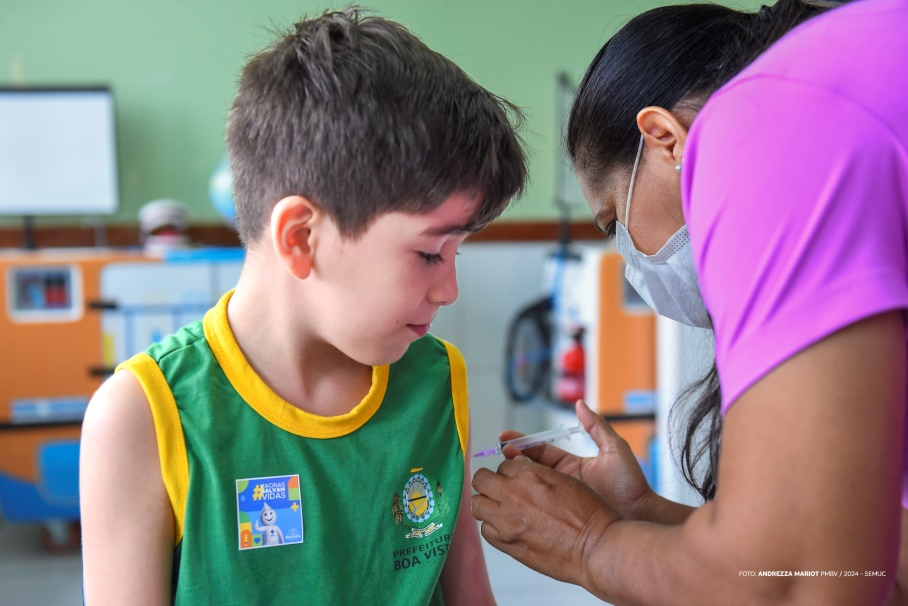 #VACINAS
SALVAM
VIDAS
PREFEITURA
BOA VISTA
FOTO: ANDREZZA MARIOT PMBV / 2024 - SEMUC